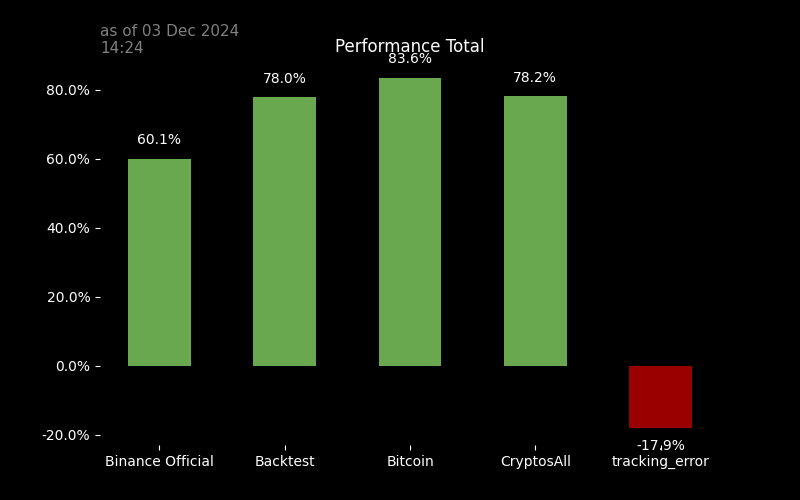 as of 03 Dec 2024
14:24
Performance Total
83.6%
78.0%
78.2%
60.1%
80.0%
60.0%
40.0%
20.0%
0.0%
-20.0%
-17.9%
Binance Official
Backtest
Bitcoin
CryptosAll
tracking_error